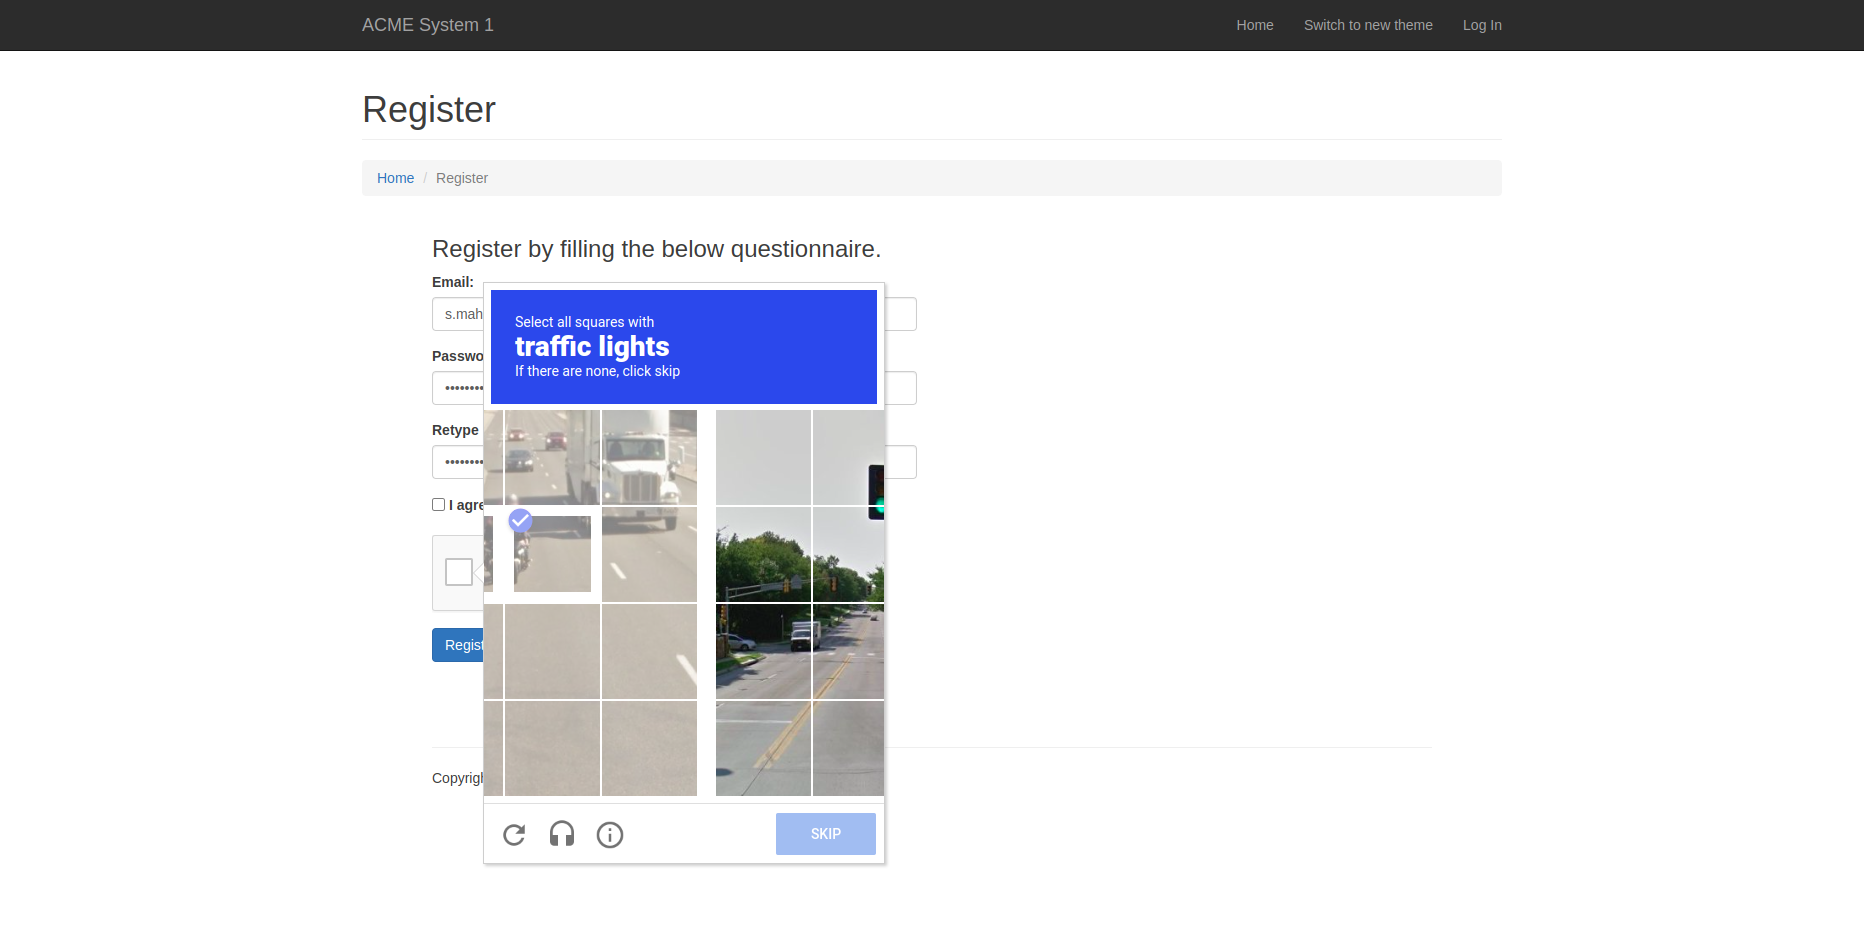 ACME System 1
Home
Switch to new theme
Log In
Register
Home / Register
Register by filling the below questionnaire.
Email:
s.mah
Passwo
••••••••
Retype
••••••••
I agre
Regist
Select all squares with
traffic lights
If there are none, click skip
SKIP
Copyrigh